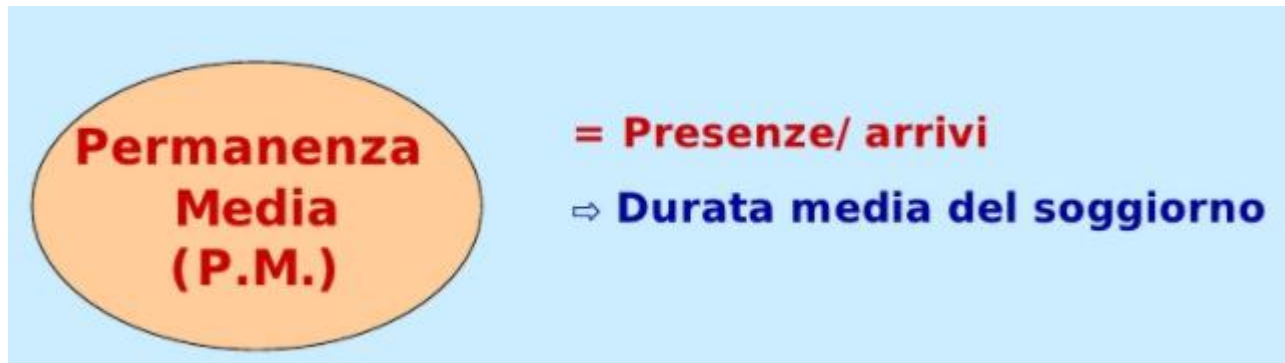 Permanenza
Media
(P.M.)
= Presenze/ arrivi
⇨ Durata media del soggiorno